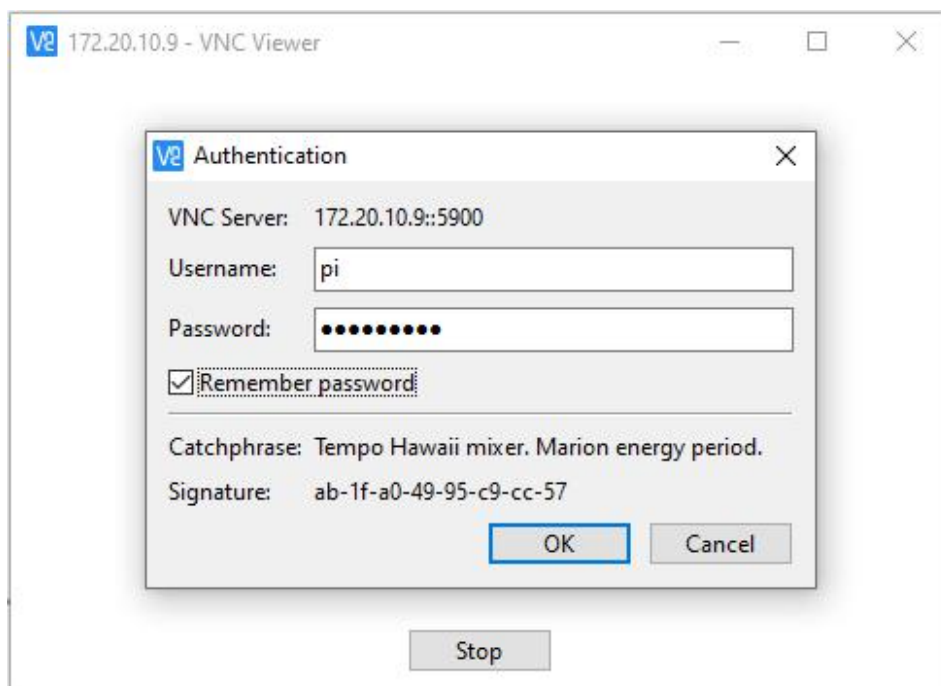 172.20.10.9 - VNC Viewer
Authentication
VNC Server: 172.20.10.9::5900
Username: pi
Password: •••••••••
Remember password
Catchphrase: Tempo Hawaii mixer. Marion energy period.
Signature: ab-1f-a0-49-95-c9-cc-57
OK Cancel
Stop